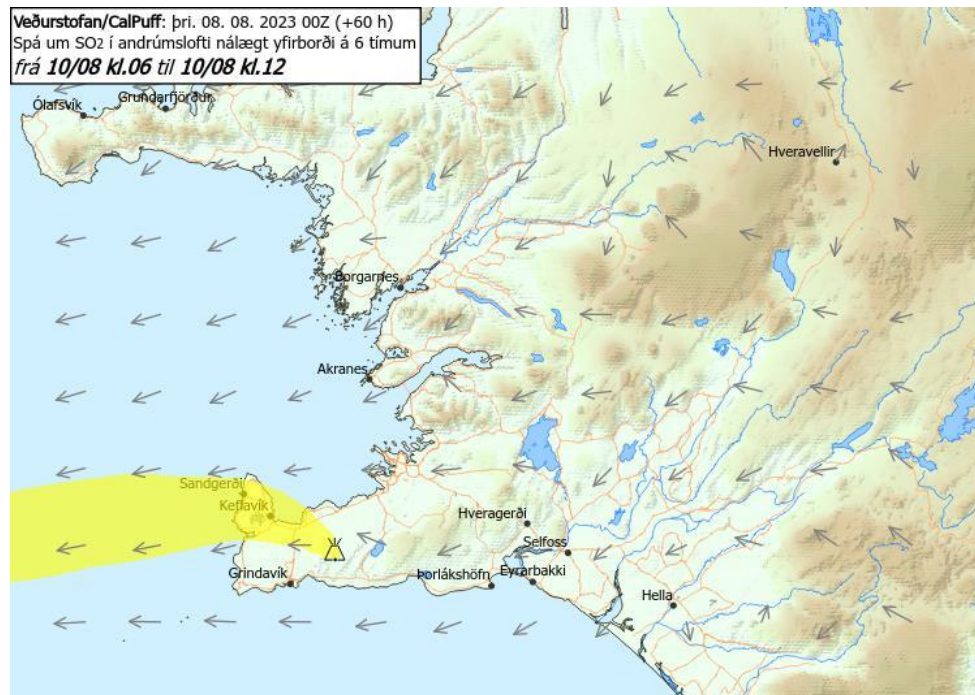 Veðurstofan/CalPuff: þri. 08. 08. 2023 00Z (+60 h)
Spá um SO2 í andrúmslofti nálægt yfirborði á 6 tímum
frá 10/08 kl.06 til 10/08 kl.12
Ólafsvík
Grundarfjörður
Hveravellir
Borgarnes
Akranes
Sandgerði
Keflavík
Hveragerði
Selfoss
Grindavík
Þorlákshöfn
Eyrarbakki
Hella